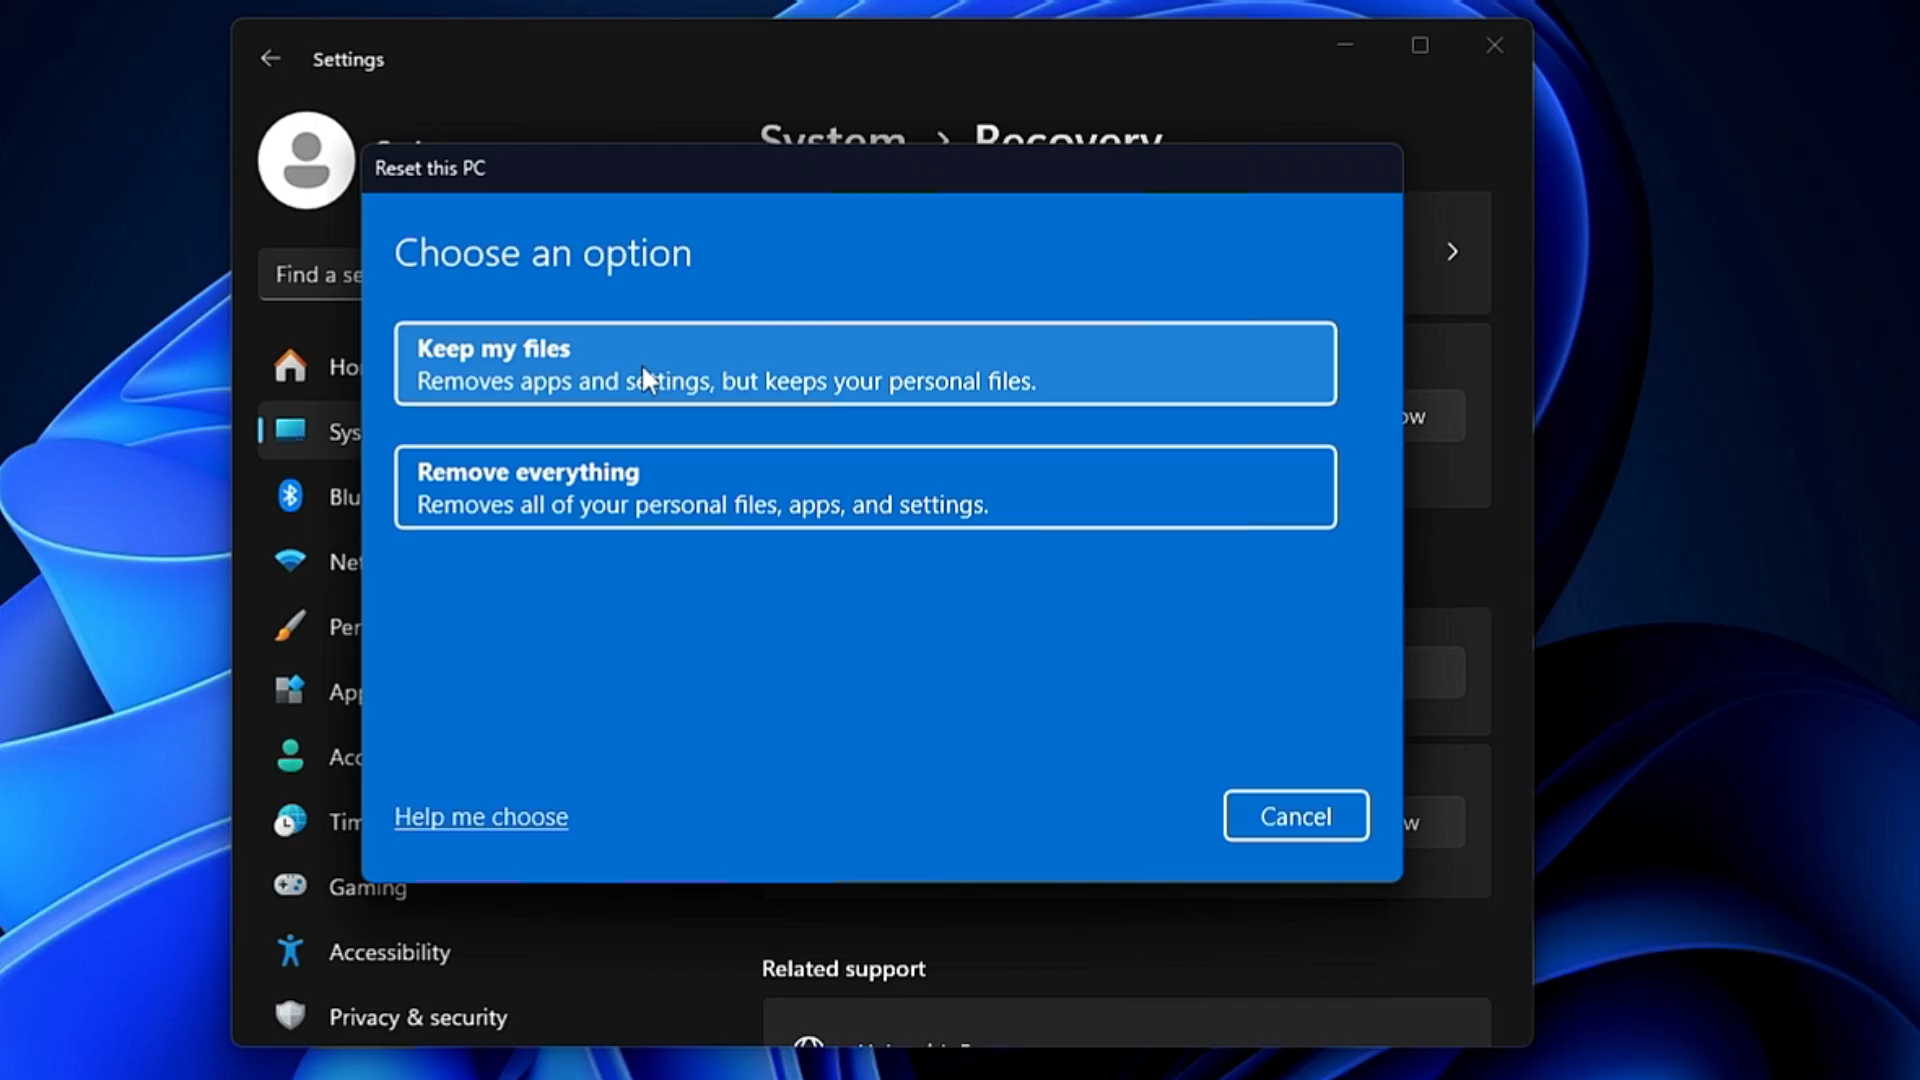 Settings
System > Recovery
Reset this PC
Choose an option
Find a se
Keep my files
Removes apps and settings, but keeps your personal files.
Remove everything
Removes all of your personal files, apps, and settings.
Help me choose
Cancel
Ho
Sys
Blu
Net
Per
App
Acc
Tim
Gaming
Accessibility
Privacy & security
ow
w
Related support